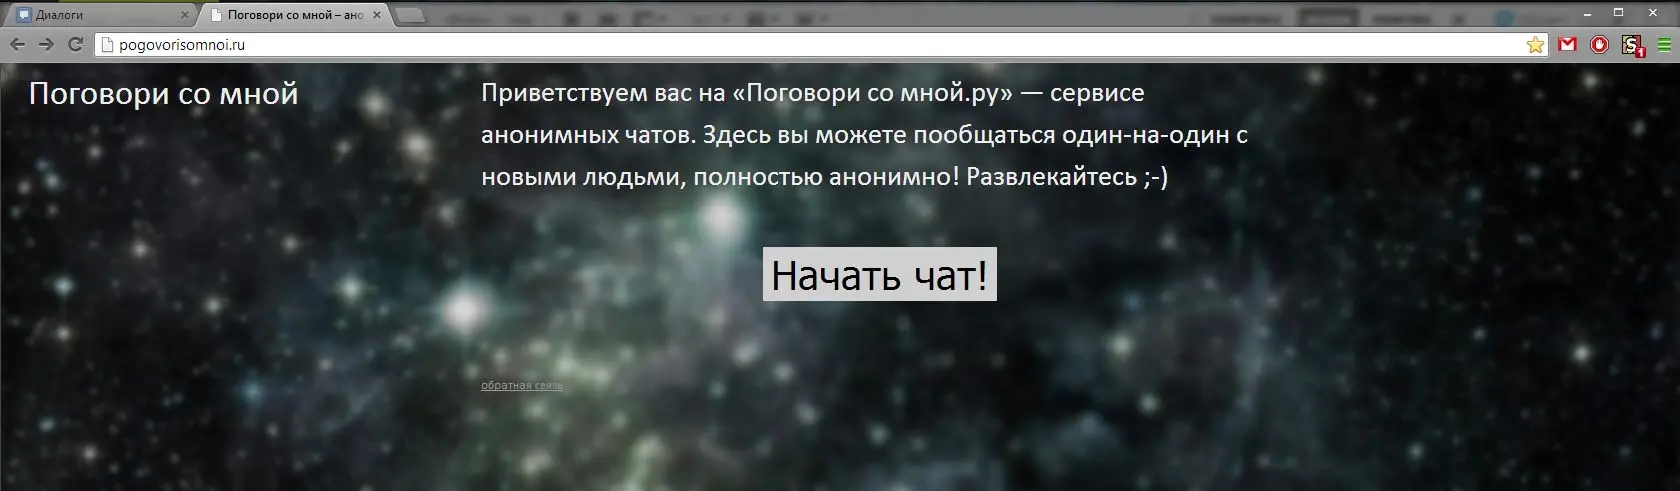 Диалоги
Поговори со мной – ано
pogovorisomnoi.ru
S
1
Поговори со мной
Приветствуем вас на «Поговори со мной.ру» — сервисе
анонимных чатов. Здесь вы можете пообщаться один-на-один с
новыми людьми, полностью анонимно! Развлекайтесь ;-)
Начать чат!
обратная связь